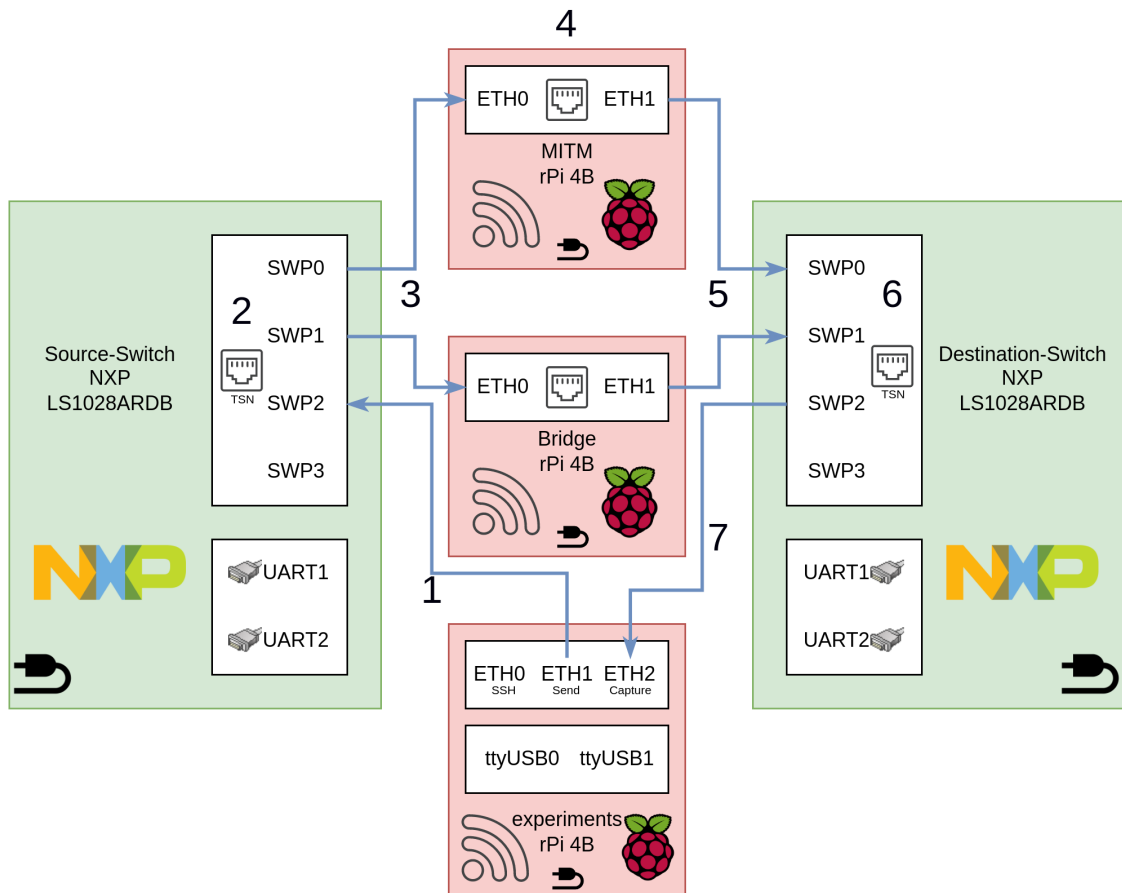 4
ETH0
ETH1
MITM
rPi 4B
SWP0
3
2
SWP1
Source-Switch
NXP
LS1028ARDB
TSN
SWP2
SWP3
NXP
UART1
UART2
ETH0
ETH1
Bridge
rPi 4B
5
SWP0
6
SWP1
Destination-Switch
NXP
LS1028ARDB
TSN
SWP2
SWP3
7
UART1
UART2
NXP
1
ETH0
SSH
ETH1
Send
ETH2
Capture
ttyUSB0
ttyUSB1
experiments
rPi 4B